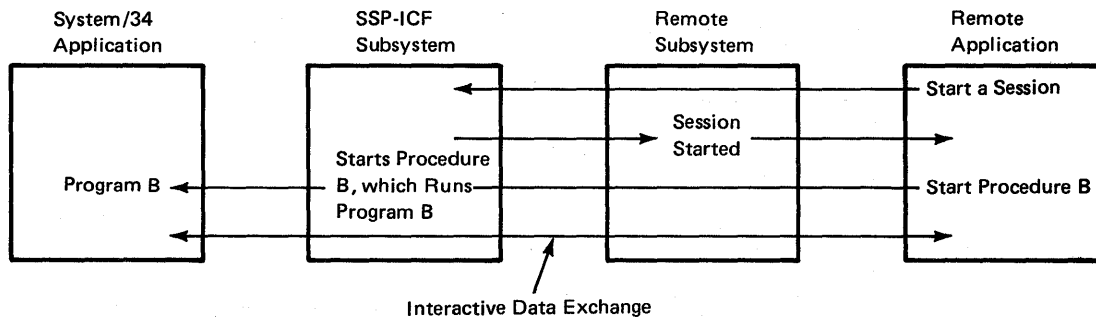 System/34
Application
SSP-ICF
Subsystem
Remote
Subsystem
Remote
Application
Start a Session
Session
Started
Starts Procedure
B, which Runs
Program B
Program B
Start Procedure B
Interactive Data Exchange